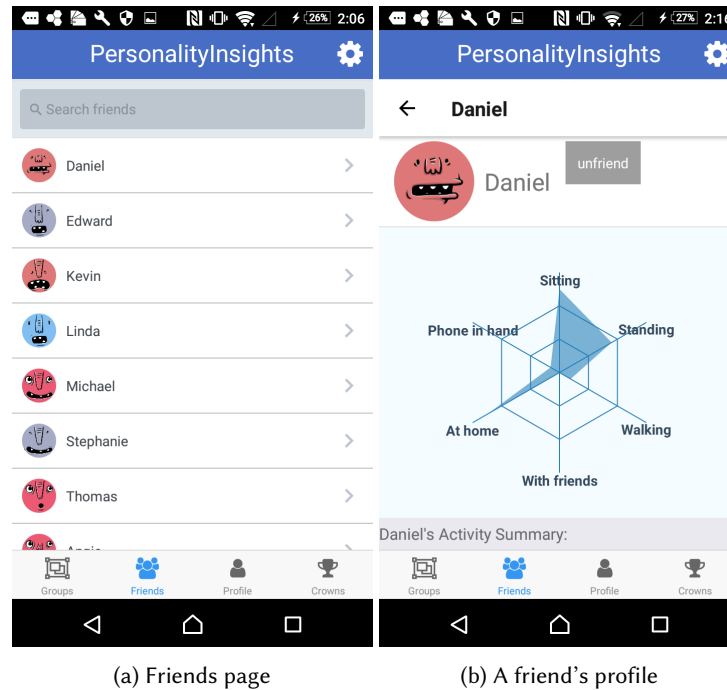 26% 2:06
PersonalityInsights
Search friends
Daniel
Edward
Kevin
Linda
Michael
Stephanie
Thomas
Angie
Groups Friends Profile Crowns
(a) Friends page
27% 2:16
PersonalityInsights
Daniel
Daniel
unfriend
Sitting
Phone in hand
Standing
At home
Walking
With friends
Daniel's Activity Summary:
Groups Friends Profile Crowns
(b) A friend's profile